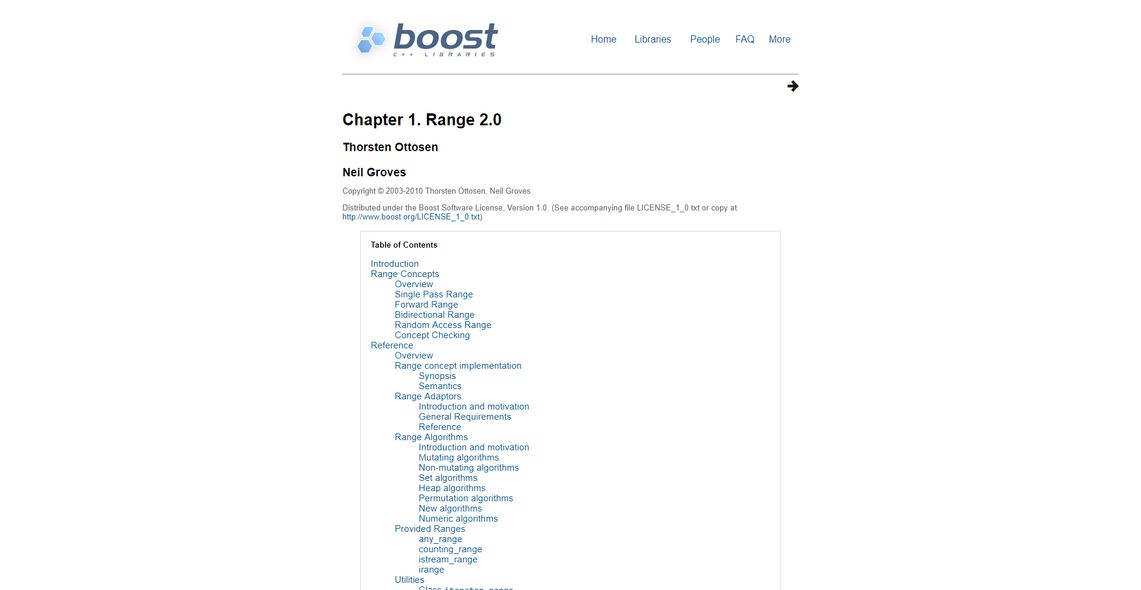 boost
C++ LIBRARIES
Home Libraries People FAQ More
Chapter 1. Range 2.0
Thorsten Ottosen
Neil Groves
Copyright © 2003-2010 Thorsten Ottosen, Neil Groves
Distributed under the Boost Software License, Version 1.0. (See accompanying file LICENSE_1_0.txt or copy at
http://www.boost.org/LICENSE_1_0.txt)
Table of Contents
Introduction
Range Concepts
Overview
Single Pass Range
Forward Range
Bidirectional Range
Random Access Range
Concept Checking
Reference
Overview
Range concept implementation
Synopsis
Semantics
Range Adaptors
Introduction and motivation
General Requirements
Reference
Range Algorithms
Introduction and motivation
Mutating algorithms
Non-mutating algorithms
Set algorithms
Heap algorithms
Permutation algorithms
New algorithms
Numeric algorithms
Provided Ranges
any_range
counting_range
istream_range
irange
Utilities